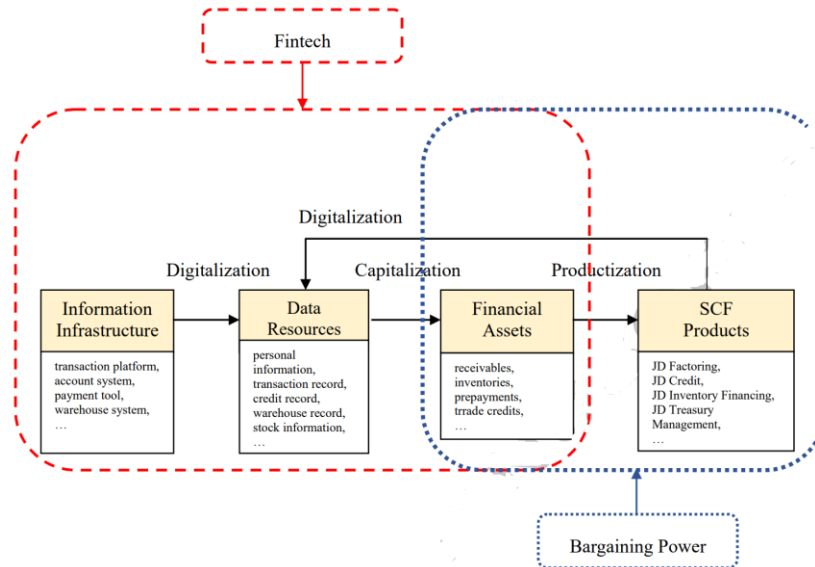 Fintech
Digitalization
Digitalization
Capitalization
Productization
Information
Infrastructure
transaction platform,
account system,
payment tool,
warehouse system,
…
Data
Resources
personal
information,
transaction record,
credit record,
warehouse record,
stock information,
…
Financial
Assets
receivables,
inventories,
prepayments,
trrade credits,
…
SCF
Products
JD Factoring,
JD Credit,
JD Inventory Financing,
JD Treasury
Management,
…
Bargaining Power